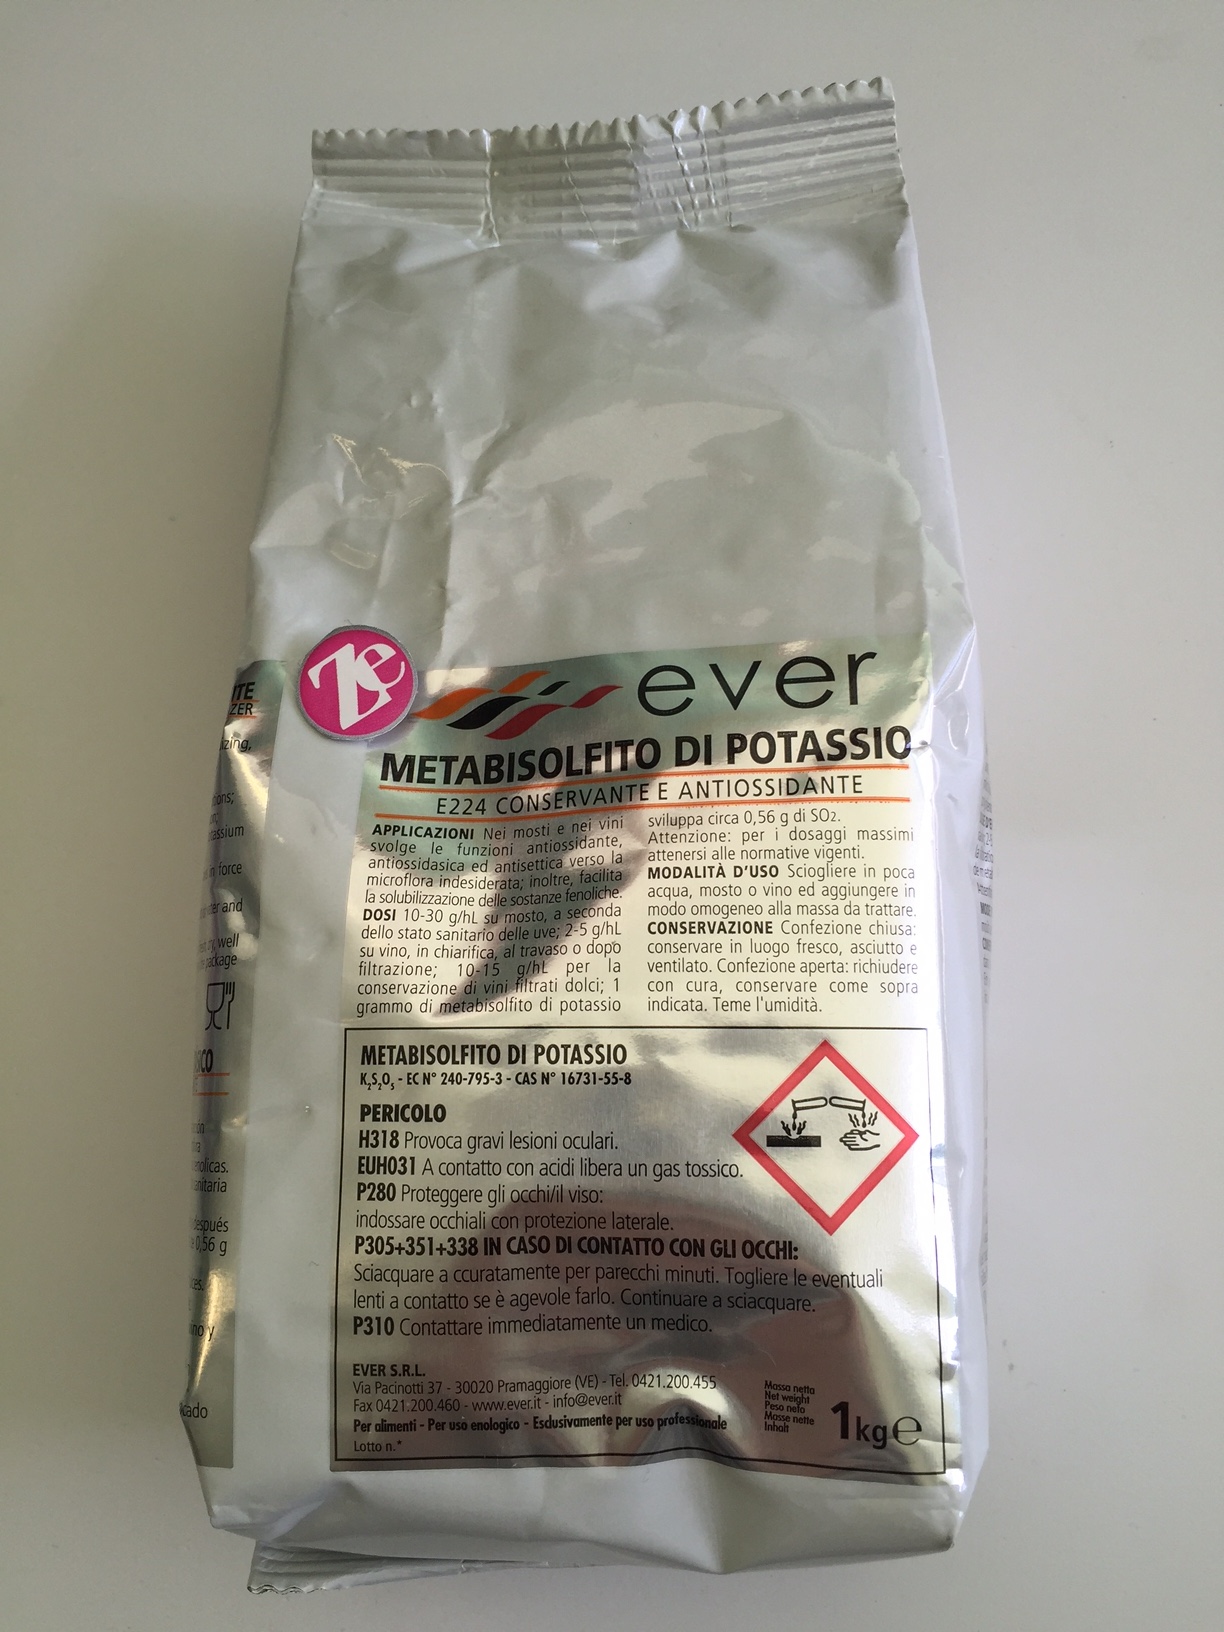 Ze
ever
METABISOLFITO DI POTASSIO
E224 CONSERVANTE E ANTIOSSIDANTE
APPLICAZIONI Nei mosti e nei vini
svolge le funzioni antiossidante,
antiossidasica ed antisettica verso la
microflora indesiderata; inoltre, facilita
la solubilizzazione delle sostanze fenoliche.
DOSI 10-30 g/hL su mosto, a seconda
dello stato sanitario delle uve; 2-5 g/hL
su vino, in chiarifica, al travaso o dopo
filtrazione; 10-15 g/hL per la
conservazione di vini filtrati dolci; 1
grammo di metabisolfito di potassio
sviluppa circa 0,56 g di SO2.
Attenzione: per i dosaggi massimi
attenersi alle normative vigenti.
MODALITÀ D'USO Sciogliere in poca
acqua, mosto o vino ed aggiungere in
modo omogeneo alla massa da trattare.
CONSERVAZIONE Confezione chiusa:
conservare in luogo fresco, asciutto e
ventilato. Confezione aperta: richiudere
con cura, conservare come sopra
indicata. Teme l'umidità.
METABISOLFITO DI POTASSIO
K2S2O5 - EC N° 240-795-3 - CAS N° 16731-55-8
PERICOLO
H318 Provoca gravi lesioni oculari.
EUH031 A contatto con acidi libera un gas tossico.
P280 Proteggere gli occhi/il viso:
indossare occhiali con protezione laterale.
P305+351+338 IN CASO DI CONTATTO CON GLI OCCHI:
Sciacquare a ccuratamente per parecchi minuti. Togliere le eventuali
lenti a contatto se è agevole farlo. Continuare a sciacquare.
P310 Contattare immediatamente un medico.
EVER S.R.L.
Via Pacinotti 37 - 30020 Pramaggiore (VE) - Tel. 0421.200.455
Fax 0421.200.460 - www.ever.it - info@ever.it
Per alimenti - Per uso enologico - Esclusivamente per uso professionale
Lotto n.*
Massa netta
Net weight
Peso neto
Masse nette
Inhalt
1kg e